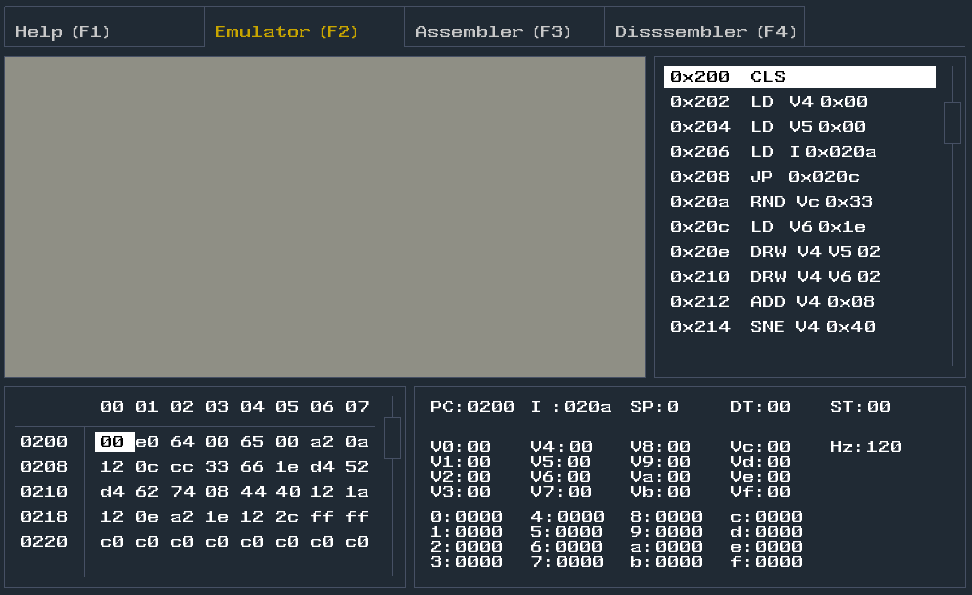 Help (F1) Emulator (F2) Assembler (F3) Disssembler (F4)
0x200 CLS
0x202 LD V4 0x00
0x204 LD V5 0x00
0x206 LD I 0x020a
0x208 JP 0x020c
0x20a RND Vc 0x33
0x20c LD V6 0x1e
0x20e DRW V4 V5 02
0x210 DRW V4 V6 02
0x212 ADD V4 0x08
0x214 SNE V4 0x40
00 01 02 03 04 05 06 07
0200 00 e0 64 00 65 00 a2 0a
0208 12 0c cc 33 66 1e d4 52
0210 d4 62 74 08 44 40 12 1a
0218 12 0e a2 1e 12 2c ff ff
0220 c0 c0 c0 c0 c0 c0 c0 c0
PC:0200 I :020a SP:0 DT:00 ST:00
V0:00 V4:00 V8:00 Vc:00 Hz:120
V1:00 V5:00 V9:00 Vd:00
V2:00 V6:00 Va:00 Ve:00
V3:00 V7:00 Vb:00 Vf:00
0:0000 4:0000 8:0000 c:0000
1:0000 5:0000 9:0000 d:0000
2:0000 6:0000 a:0000 e:0000
3:0000 7:0000 b:0000 f:0000